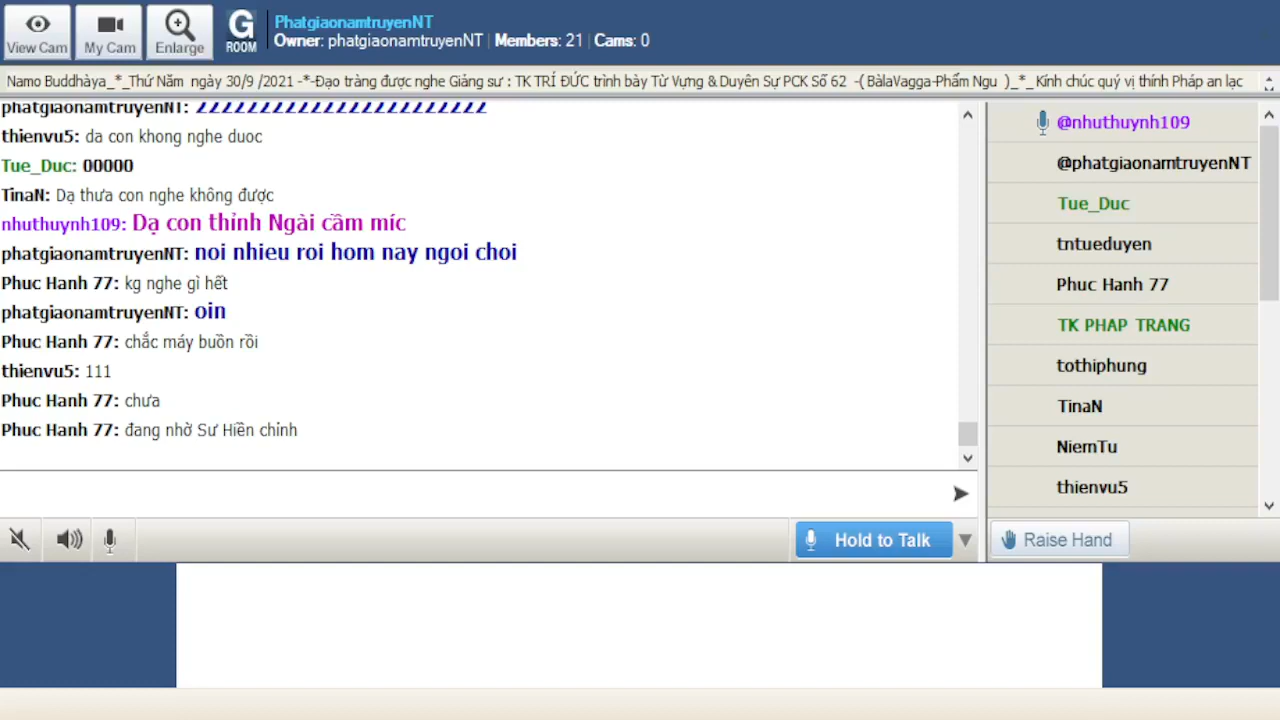 PhatgiaonamtruyenNT
View Cam
My Cam
Enlarge
G
ROOM
Owner: phatgiaonamtruyenNT | Members: 21 | Cams: 0
Namo Buddhàya_*_Thứ Năm ngày 30/9 /2021 -*-Đạo tràng được nghe Giảng sư : TK TRÍ ĐỨC trình bày Từ Vựng & Duyên Sự PCK Số 62 -( BàlaVagga-Phẩm Ngu )_*_ Kính chúc quý vị thính Pháp an lạc
phatgiaonamtruyenNT: ZZZZZZZZZZZZZZZZZZZZZZZ
thienvu5: da con khong nghe duoc
Tue_Duc: 00000
TinaN: Dạ thưa con nghe không được
nhuthuynh109: Dạ con thỉnh Ngài cầm míc
phatgiaonamtruyenNT: noi nhieu roi hom nay ngoi choi
Phuc Hanh 77: kg nghe gì hết
phatgiaonamtruyenNT: oin
Phuc Hanh 77: chắc máy buồn rồi
thienvu5: 111
Phuc Hanh 77: chưa
Phuc Hanh 77: đang nhờ Sư Hiền chỉnh
@nhuthuynh109
@phatgiaonamtruyenNT
Tue_Duc
tntueduyen
Phuc Hanh 77
TK PHAP TRANG
tothiphung
TinaN
NiemTu
thienvu5
Hold to Talk
Raise Hand